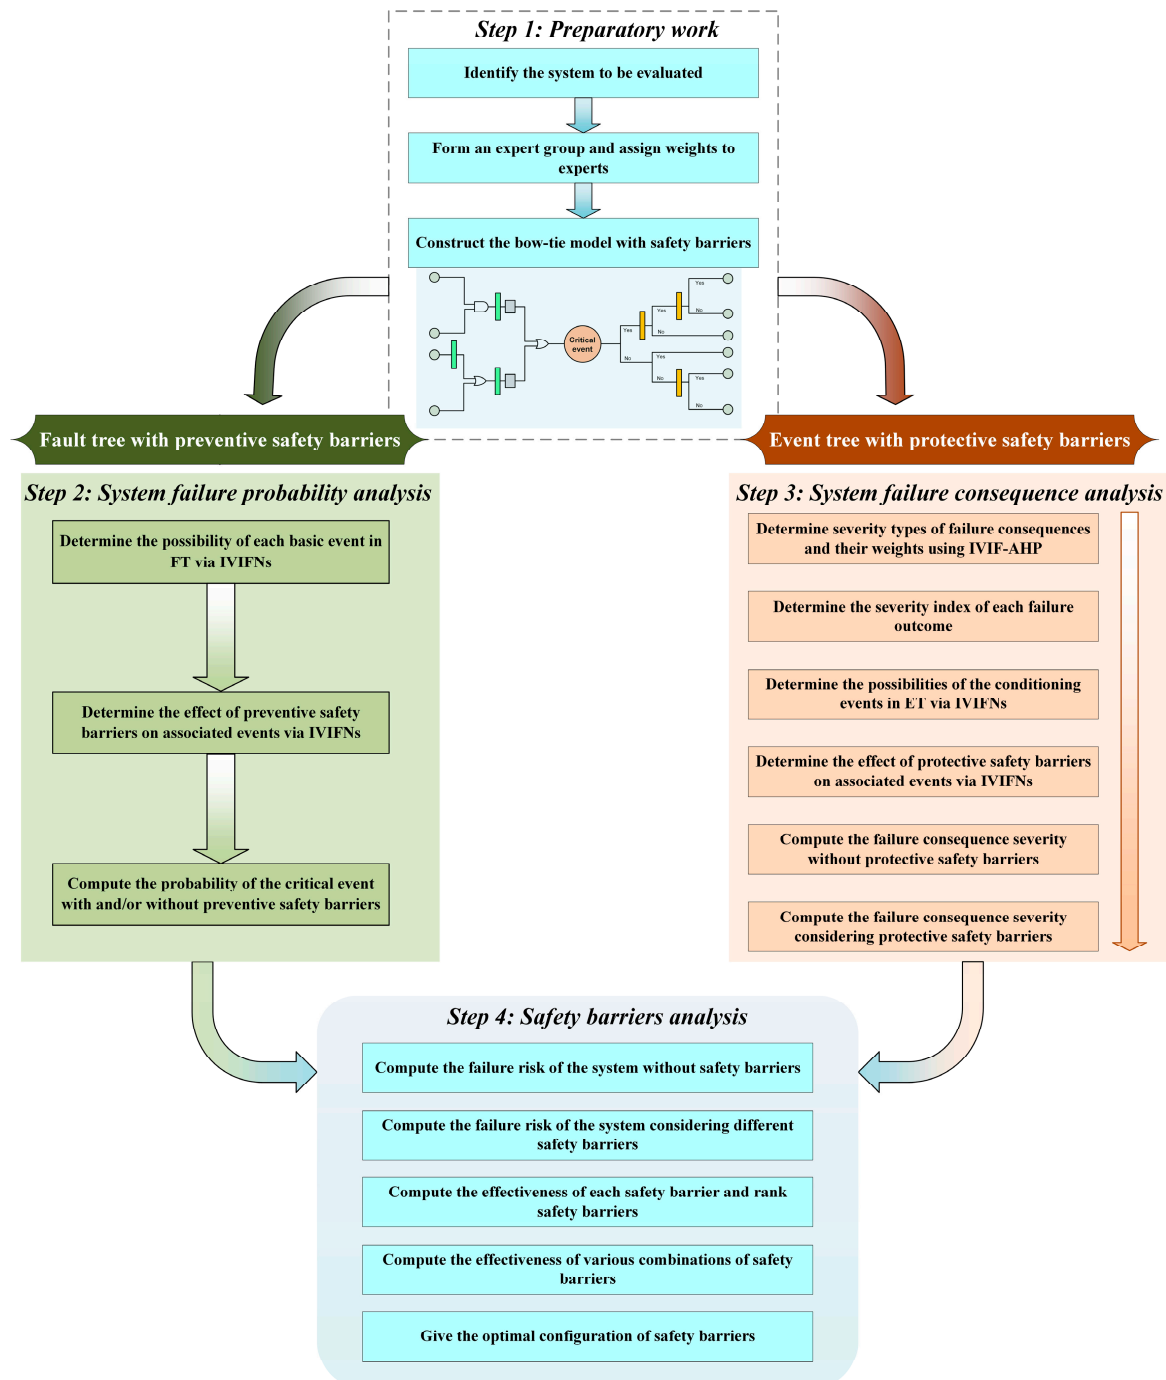 Step 1: Preparatory work
Identify the system to be evaluated
Form an expert group and assign weights to
experts
Construct the bow-tie model with safety barriers
Critical
event
Yes
No
Yes
No
Yes
No
Yes
No
Yes
No
Fault tree with preventive safety barriers
Event tree with protective safety barriers
Step 2: System failure probability analysis
Determine the possibility of each basic event in
FT via IVIFNs
Determine the effect of preventive safety
barriers on associated events via IVIFNs
Compute the probability of the critical event
with and/or without preventive safety barriers
Step 3: System failure consequence analysis
Determine severity types of failure consequences
and their weights using IVIF-AHP
Determine the severity index of each failure
outcome
Determine the possibilities of the conditioning
events in ET via IVIFNs
Determine the effect of protective safety barriers
on associated events via IVIFNs
Compute the failure consequence severity
without protective safety barriers
Compute the failure consequence severity
considering protective safety barriers
Step 4: Safety barriers analysis
Compute the failure risk of the system without safety barriers
Compute the failure risk of the system considering different
safety barriers
Compute the effectiveness of each safety barrier and rank
safety barriers
Compute the effectiveness of various combinations of safety
barriers
Give the optimal configuration of safety barriers